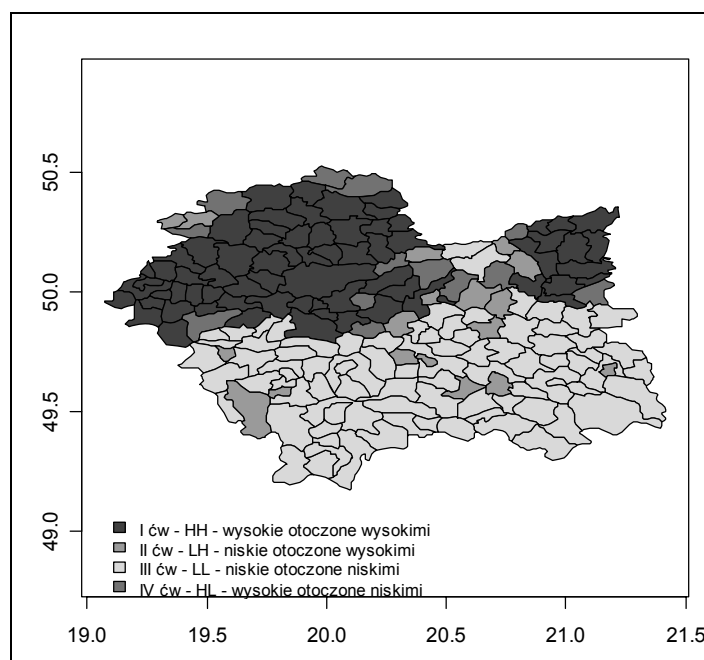 50.5
50.0
49.5
49.0
I ćw - HH - wysokie otoczone wysokimi
II ćw - LH - niskie otoczone wysokimi
III ćw - LL - niskie otoczone niskimi
IV ćw - HL - wysokie otoczone niskimi
19.0 19.5 20.0 20.5 21.0 21.5